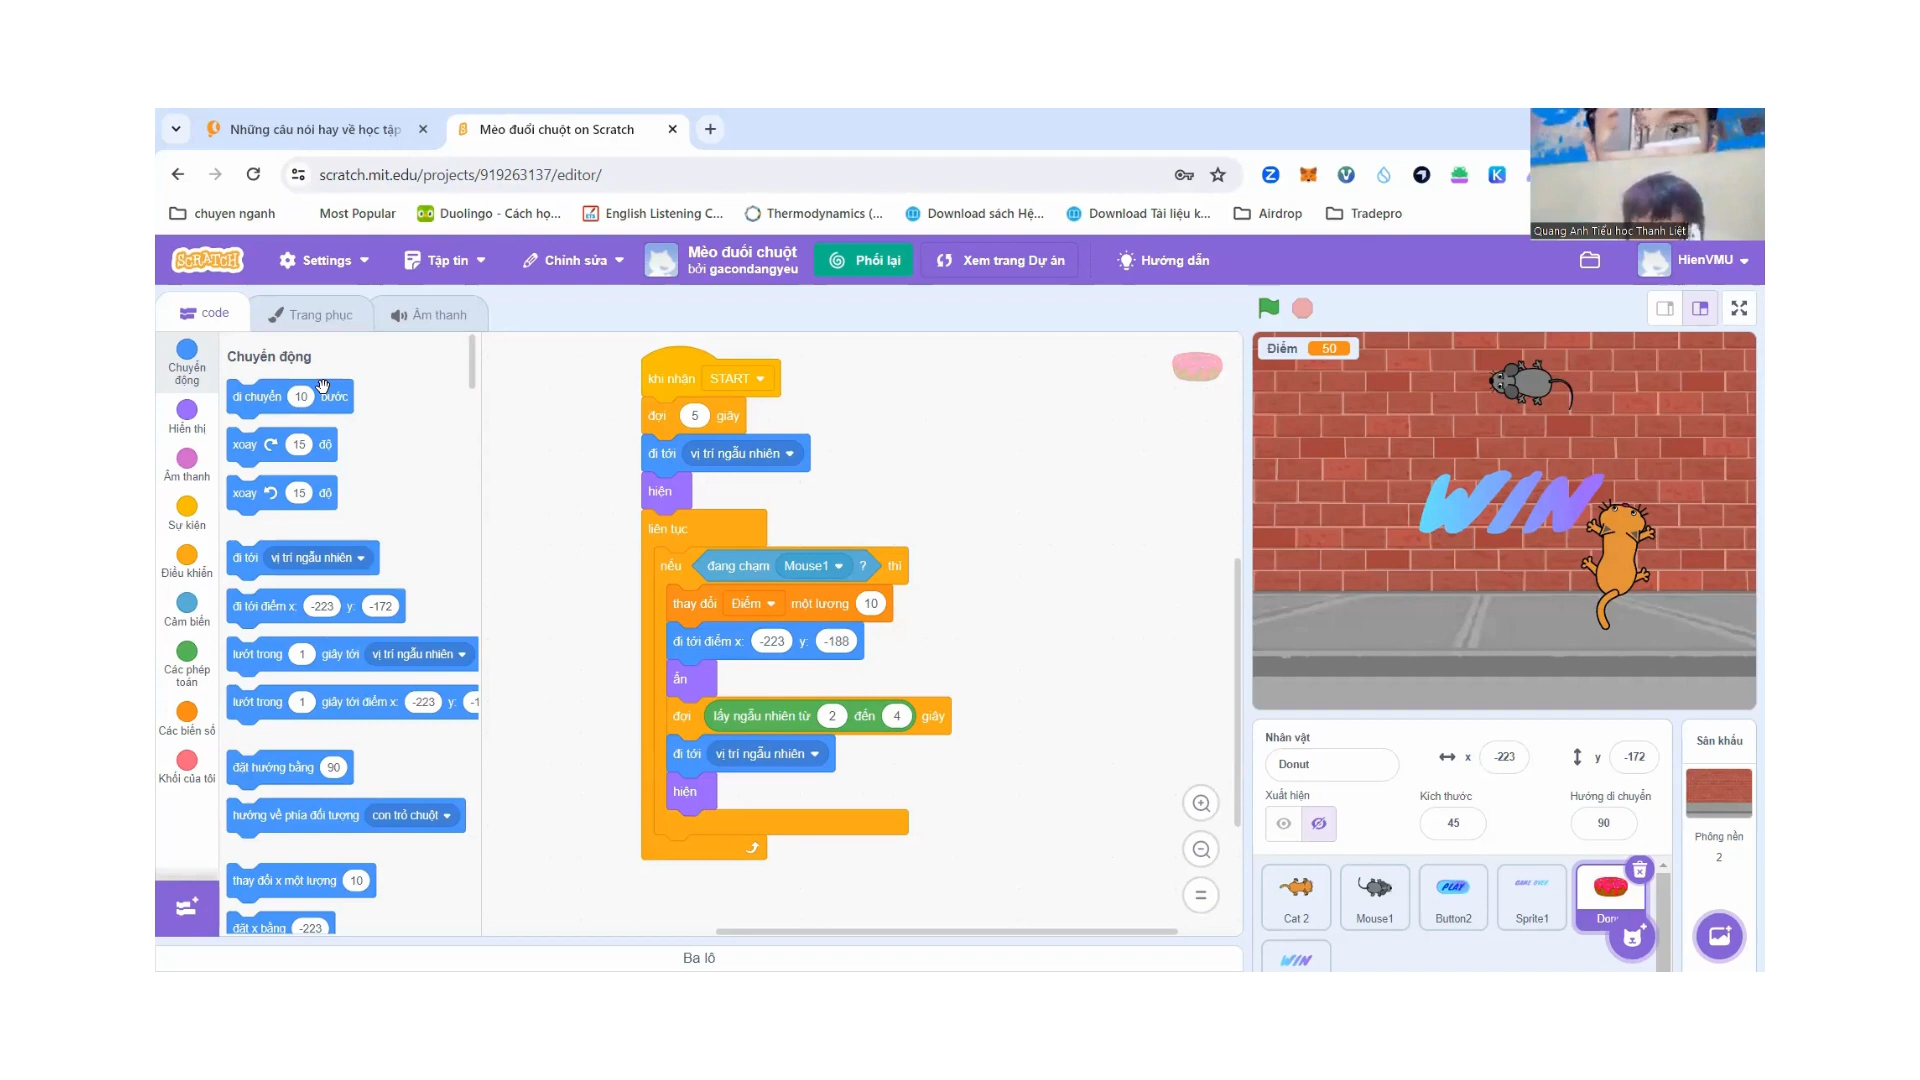 Những câu nói hay về học tập
Mèo đuổi chuột on Scratch
scratch.mit.edu/projects/919263137/editor/
chuyen nganh
Most Popular
Duolingo - Cách họ...
English Listening C...
Thermodynamics (...
Download sách Hệ...
Download Tài liệu k...
Airdrop
Tradepro
Quang Anh Tiểu học Thanh Liệt
SCRATCH
Settings
Tập tin
Chỉnh sửa
Mèo đuổi chuột
bởi gacondangyeu
Phối lại
Xem trang Dự án
Hướng dẫn
HienVMU
code
Trang phục
Âm thanh
Chuyển động
Hiển thị
Âm thanh
Sự kiện
Điều khiển
Cảm biến
Các phép toán
Các biến số
Khối của tôi
Chuyển động
di chuyển 10 bước
xoay 15 độ
xoay 15 độ
đi tới vị trí ngẫu nhiên
đi tới điểm x: -223 y: -172
lướt trong 1 giây tới vị trí ngẫu nhiên
lướt trong 1 giây tới điểm x: -223 y: -1
đặt hướng bằng 90
hướng về phía đối tượng con trỏ chuột
thay đổi x một lượng 10
đặt x bằng -223
khi nhận START
đợi 5 giây
đi tới vị trí ngẫu nhiên
hiện
liên tục
nếu đang chạm Mouse1 ? thì
thay đổi Điểm một lượng 10
đi tới điểm x: -223 y: -188
ẩn
đợi lấy ngẫu nhiên từ 2 đến 4 giây
đi tới vị trí ngẫu nhiên
hiện
Ba lô
Điểm 50
WIN
Nhân vật
Donut
x -223
y -172
Xuất hiện
Kích thước
45
Hướng di chuyển
90
Cat 2
Mouse1
PLAY
Button2
GAME OVER
Sprite1
Don
WIN
Sân khấu
Phông nền
2